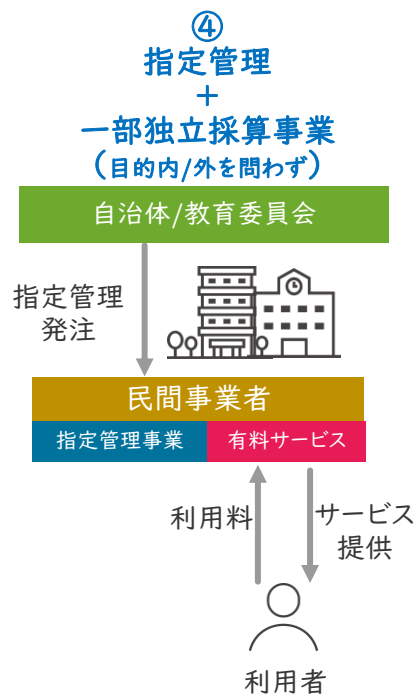 ④
指定管理
+
一部独立採算事業
(目的内/外を問わず)
自治体/教育委員会
指定管理
発注
民間事業者
指定管理事業
有料サービス
利用料
サービス
提供
利用者